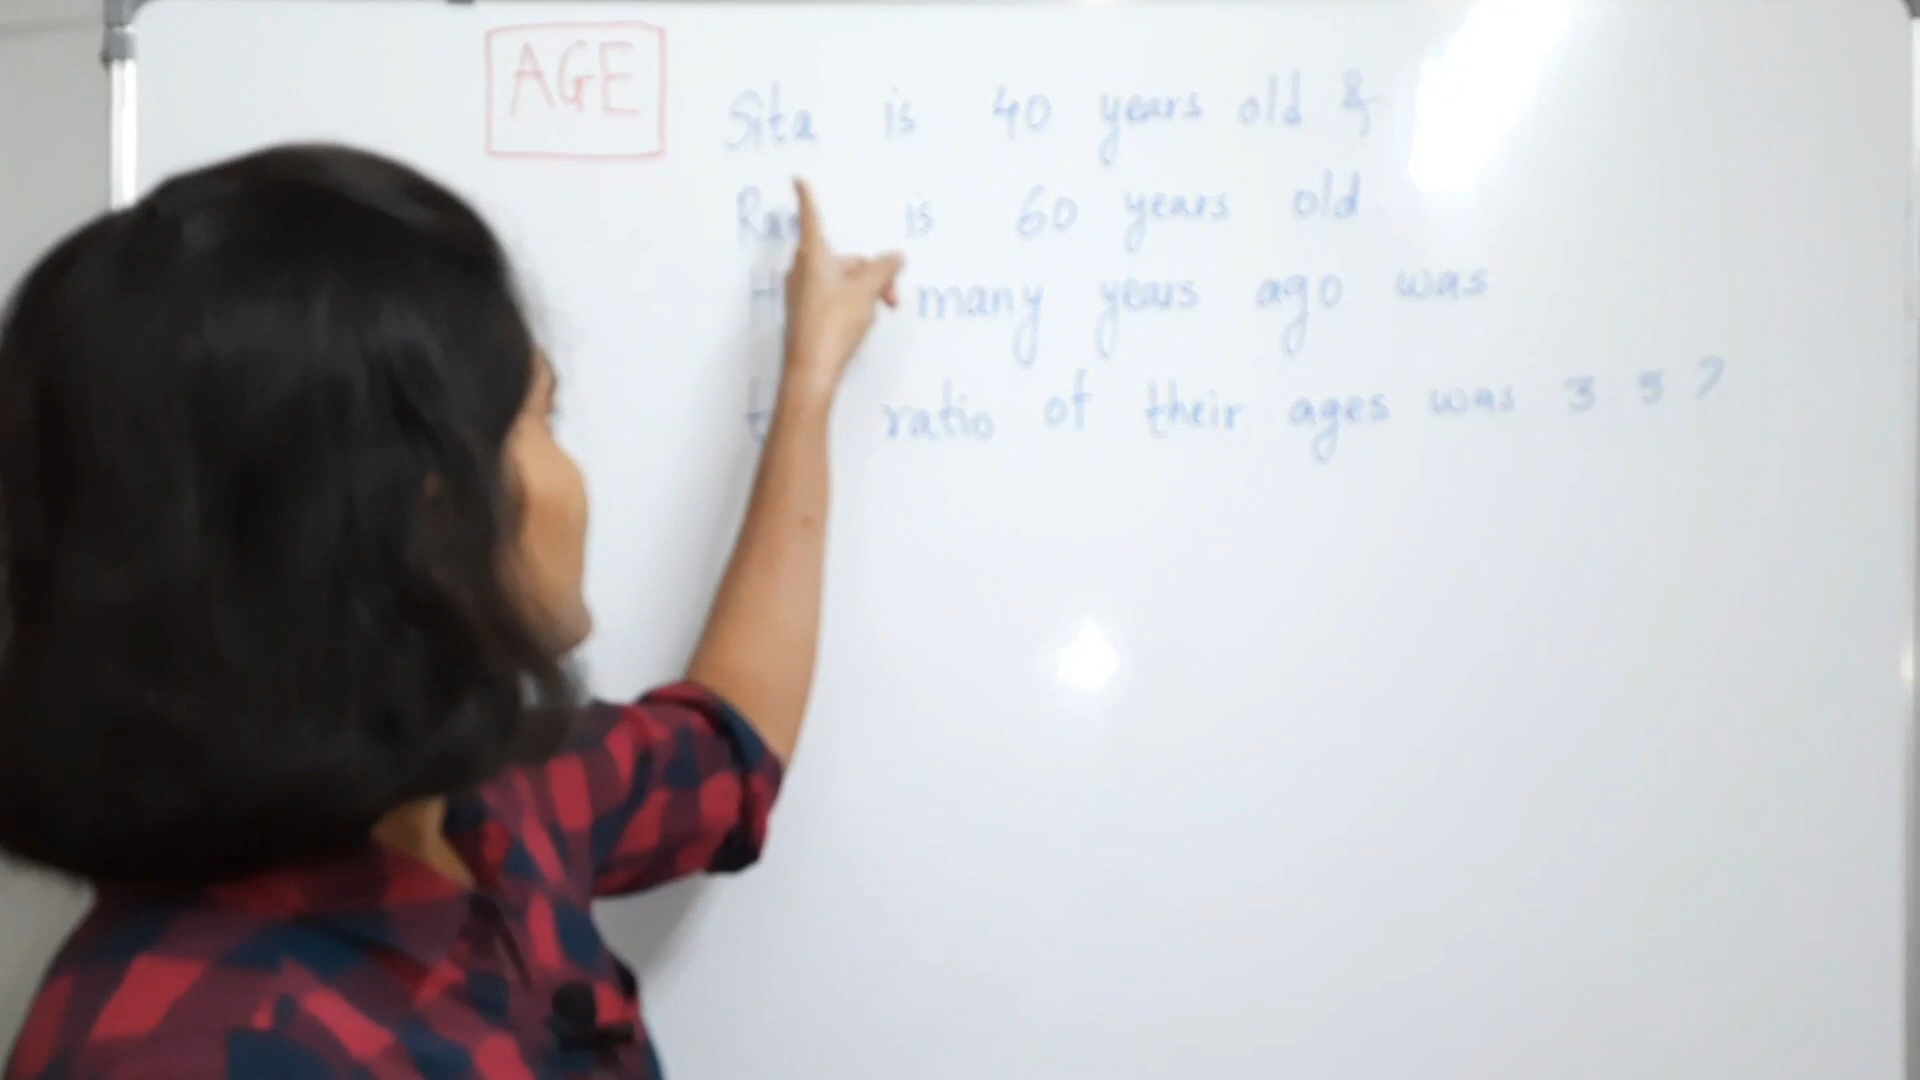 AGE
Sita is 40 years old &
is 60 years old
many years ago was
ratio of their ages was 3:5?